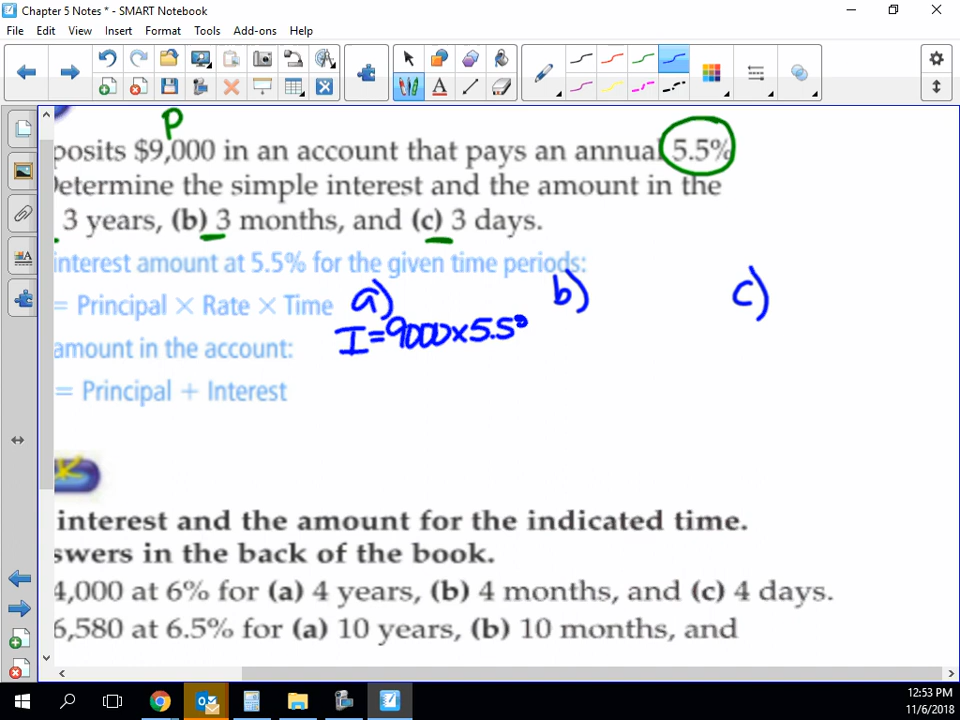 Chapter 5 Notes * - SMART Notebook
File Edit View Insert Format Tools Add-ons Help
P
posits $9,000 in an account that pays an annual 5.5%
Determine the simple interest and the amount in the
3 years, (b) 3 months, and (c) 3 days.
interest amount at 5.5% for the given time periods:
= Principal × Rate × Time
a) b) c)
I=9000x5.5
amount in the account:
= Principal + Interest
interest and the amount for the indicated time.
swers in the back of the book.
4,000 at 6% for (a) 4 years, (b) 4 months, and (c) 4 days.
6,580 at 6.5% for (a) 10 years, (b) 10 months, and
12:53 PM
11/6/2018